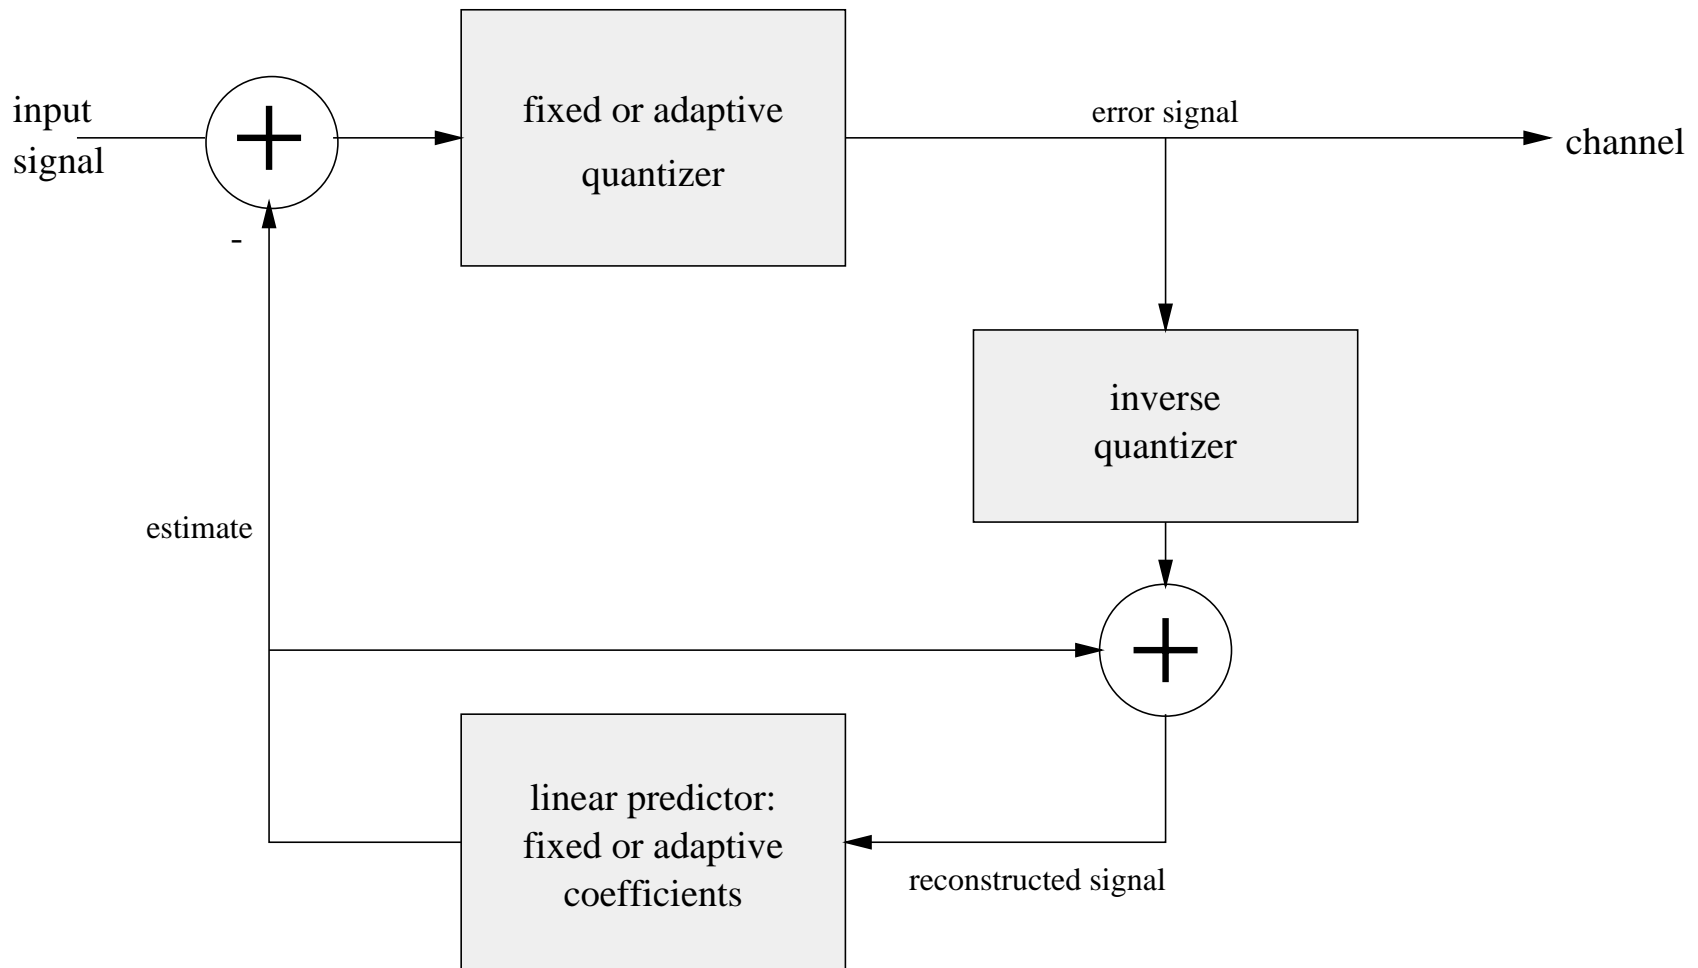 input
signal
fixed or adaptive
quantizer
error signal
channel
-
inverse
quantizer
estimate
linear predictor:
fixed or adaptive
coefficients
reconstructed signal